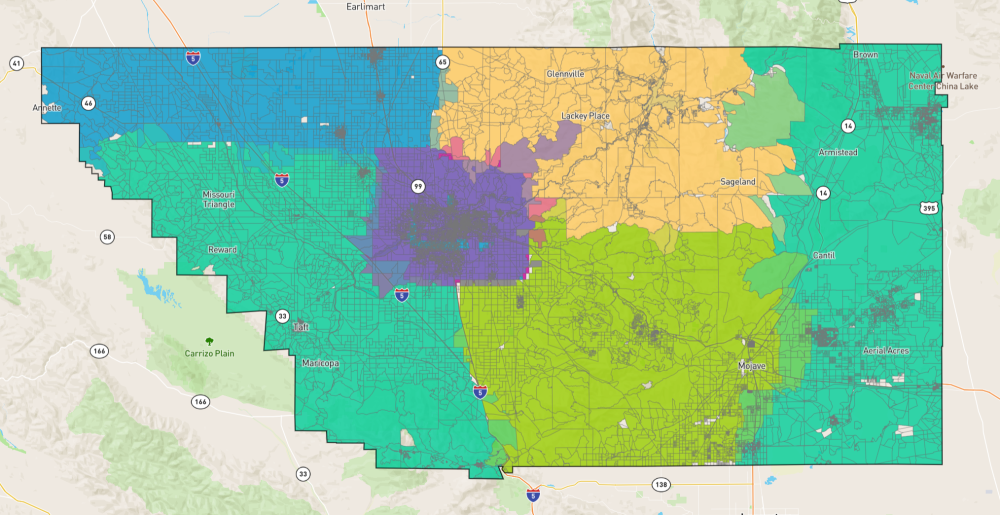 Earlimart
5
65
41
Brown
Glennville
Naval Air Warfare
Center China Lake
46
Annette
Lackey Place
14
Armistead
5
99
Sageland
Missouri
Triangle
14
395
58
Reward
Cantil
5
33
Taft
166
Carrizo Plain
Aerial Acres
Maricopa
Mojave
5
166
33
138
5